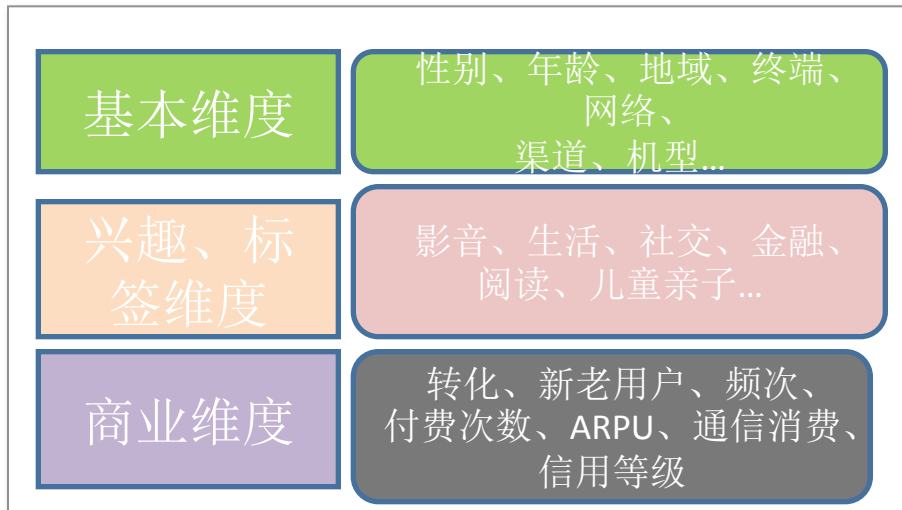 基本维度
性别、年龄、地域、终端、
网络、
渠道、机型...
兴趣、标
签维度
影音、生活、社交、金融、
阅读、儿童亲子...
商业维度
转化、新老用户、频次、
付费次数、ARPU、通信消费、
信用等级